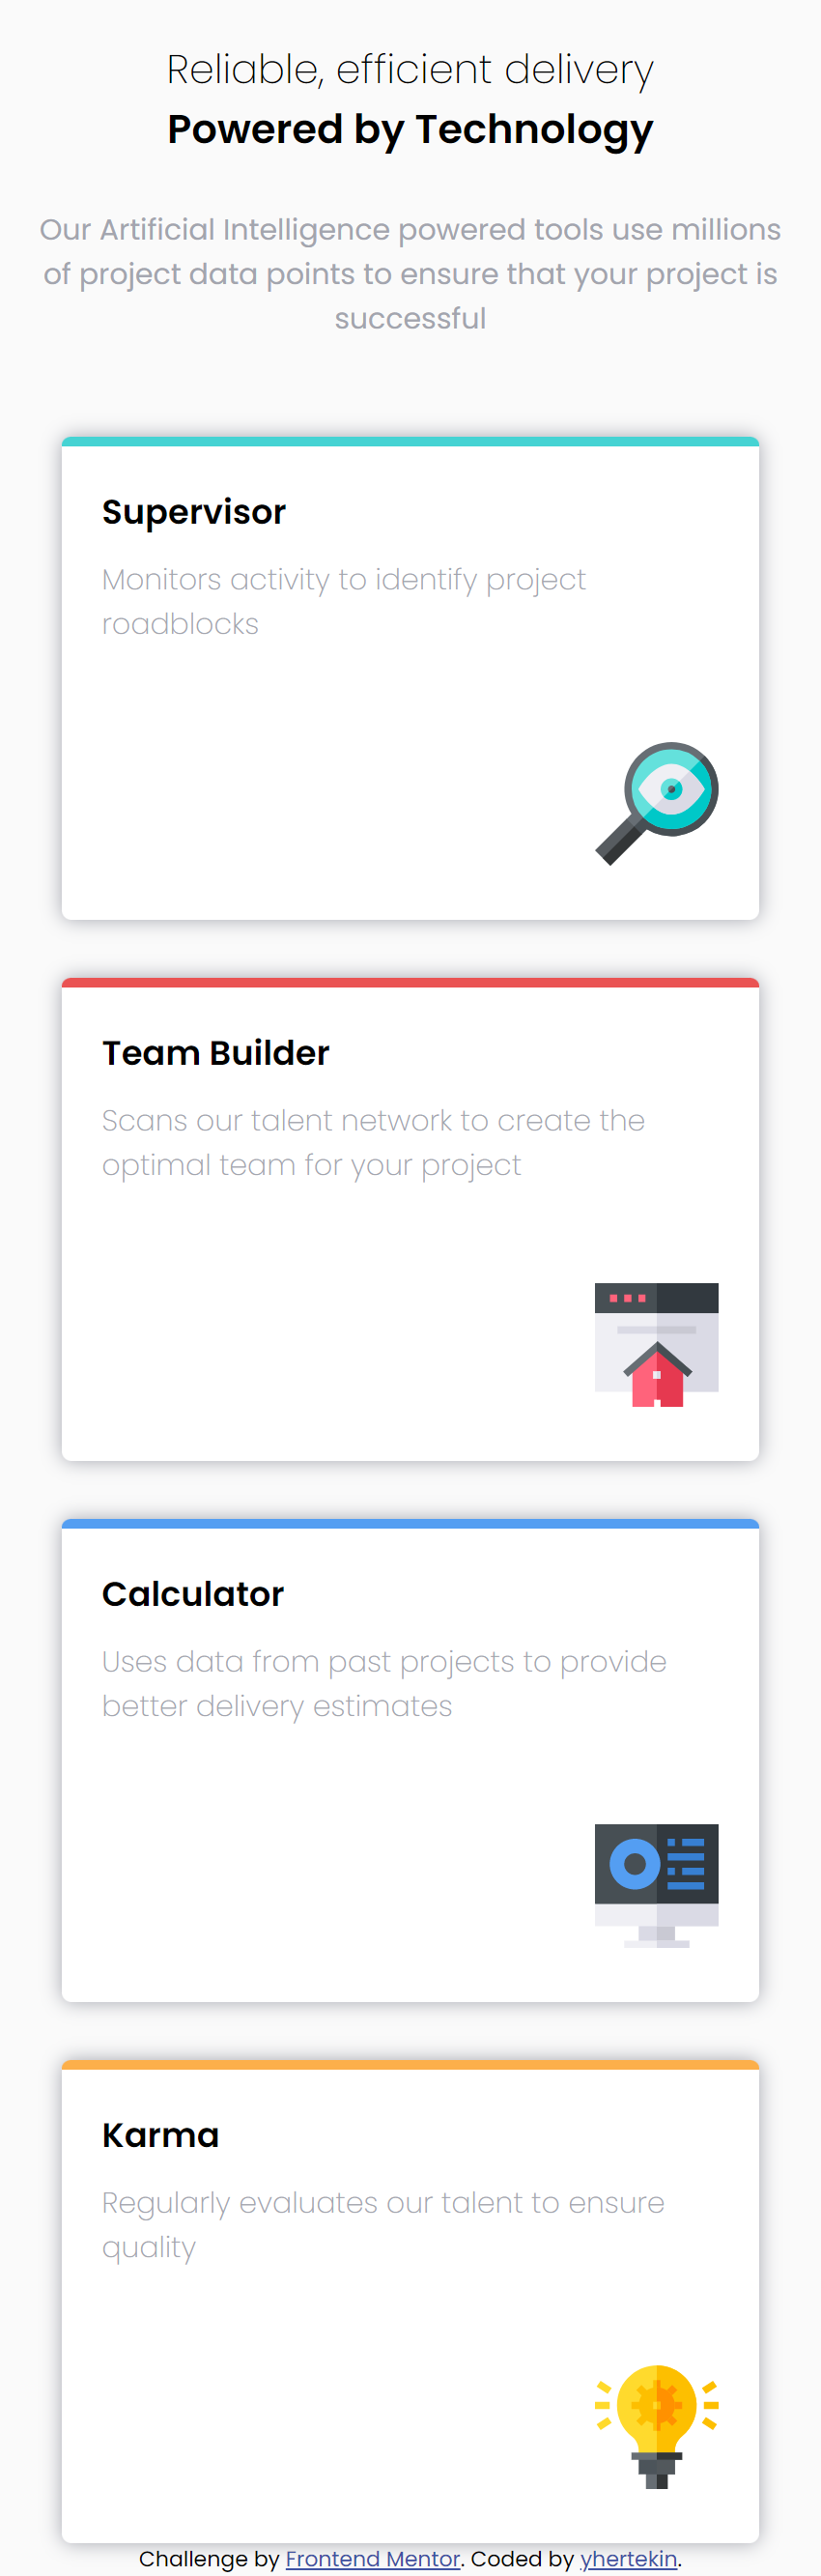 Reliable, efficient delivery
Powered by Technology
Our Artificial Intelligence powered tools use millions
of project data points to ensure that your project is
successful
Supervisor
Monitors activity to identify project
roadblocks
Team Builder
Scans our talent network to create the
optimal team for your project
Calculator
Uses data from past projects to provide
better delivery estimates
Karma
Regularly evaluates our talent to ensure
quality
Challenge by Frontend Mentor. Coded by yhertekin.